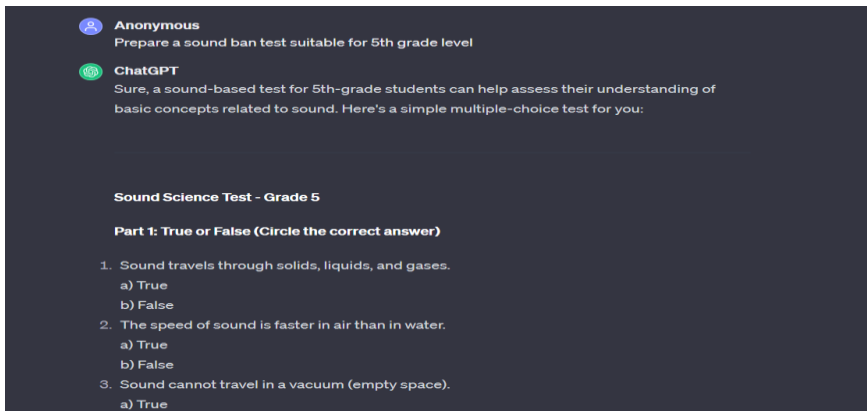 Anonymous
Prepare a sound ban test suitable for 5th grade level
ChatGPT
Sure, a sound-based test for 5th-grade students can help assess their understanding of
basic concepts related to sound. Here's a simple multiple-choice test for you:
Sound Science Test - Grade 5
Part 1: True or False (Circle the correct answer)
1. Sound travels through solids, liquids, and gases.
a) True
b) False
2. The speed of sound is faster in air than in water.
a) True
b) False
3. Sound cannot travel in a vacuum (empty space).
a) True